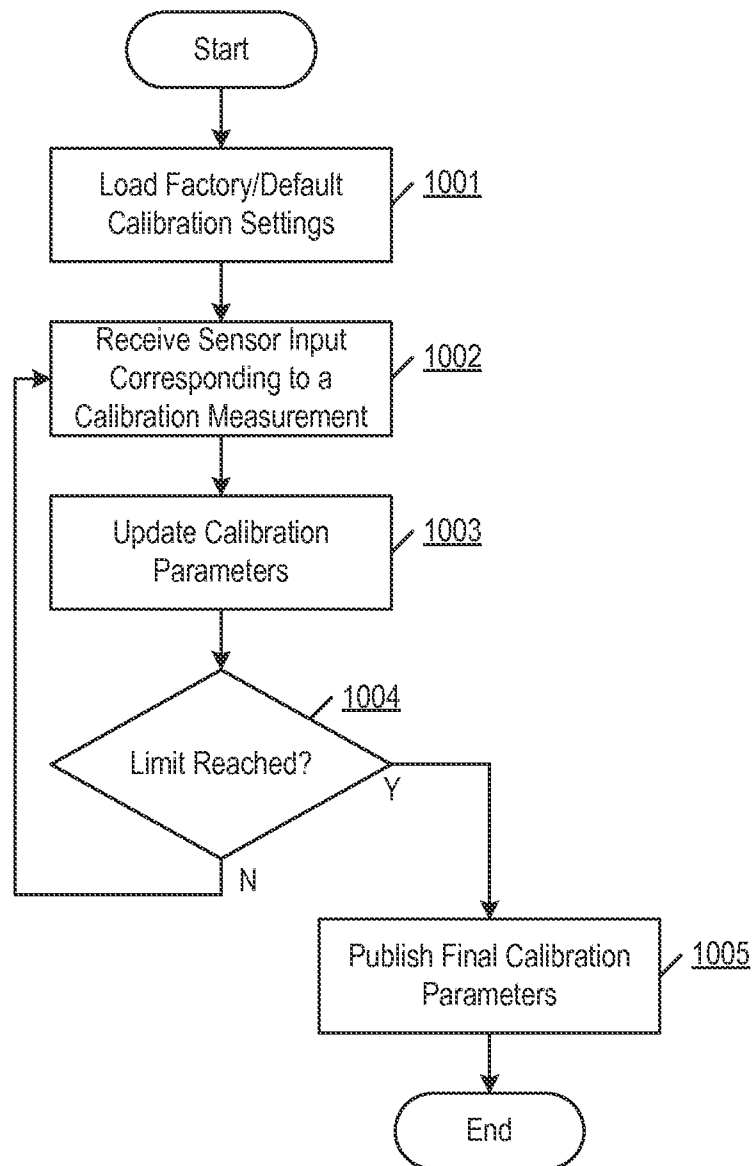 Start
Load Factory/Default
Calibration Settings
1001
Receive Sensor Input
Corresponding to a
Calibration Measurement
1002
Update Calibration
Parameters
1003
1004
Limit Reached?
Y
N
Publish Final Calibration
Parameters
1005
End